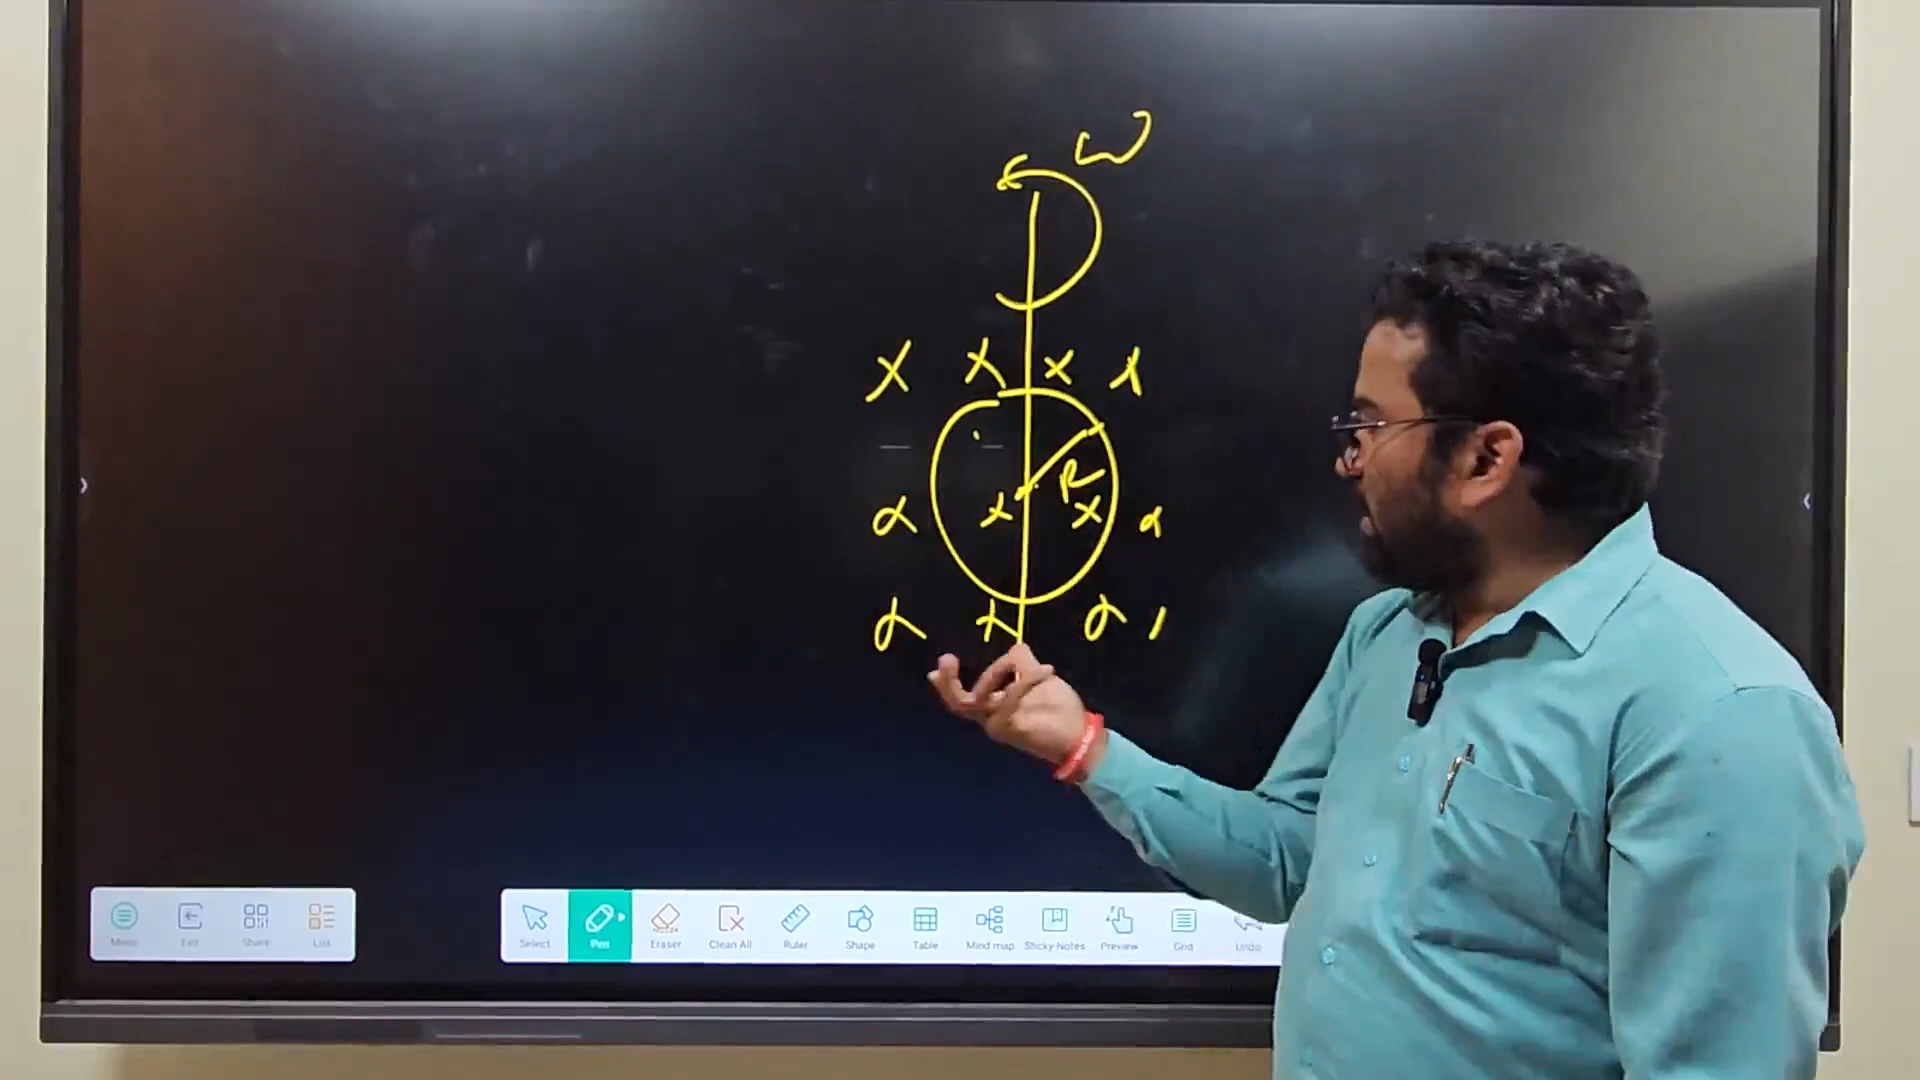 ω
X X X X
R
X X X X
X X X
Menu Exit Share List
Select Pen Eraser Clean All Ruler Shape Table Mind map Sticky-Notes Preview Grid Undo